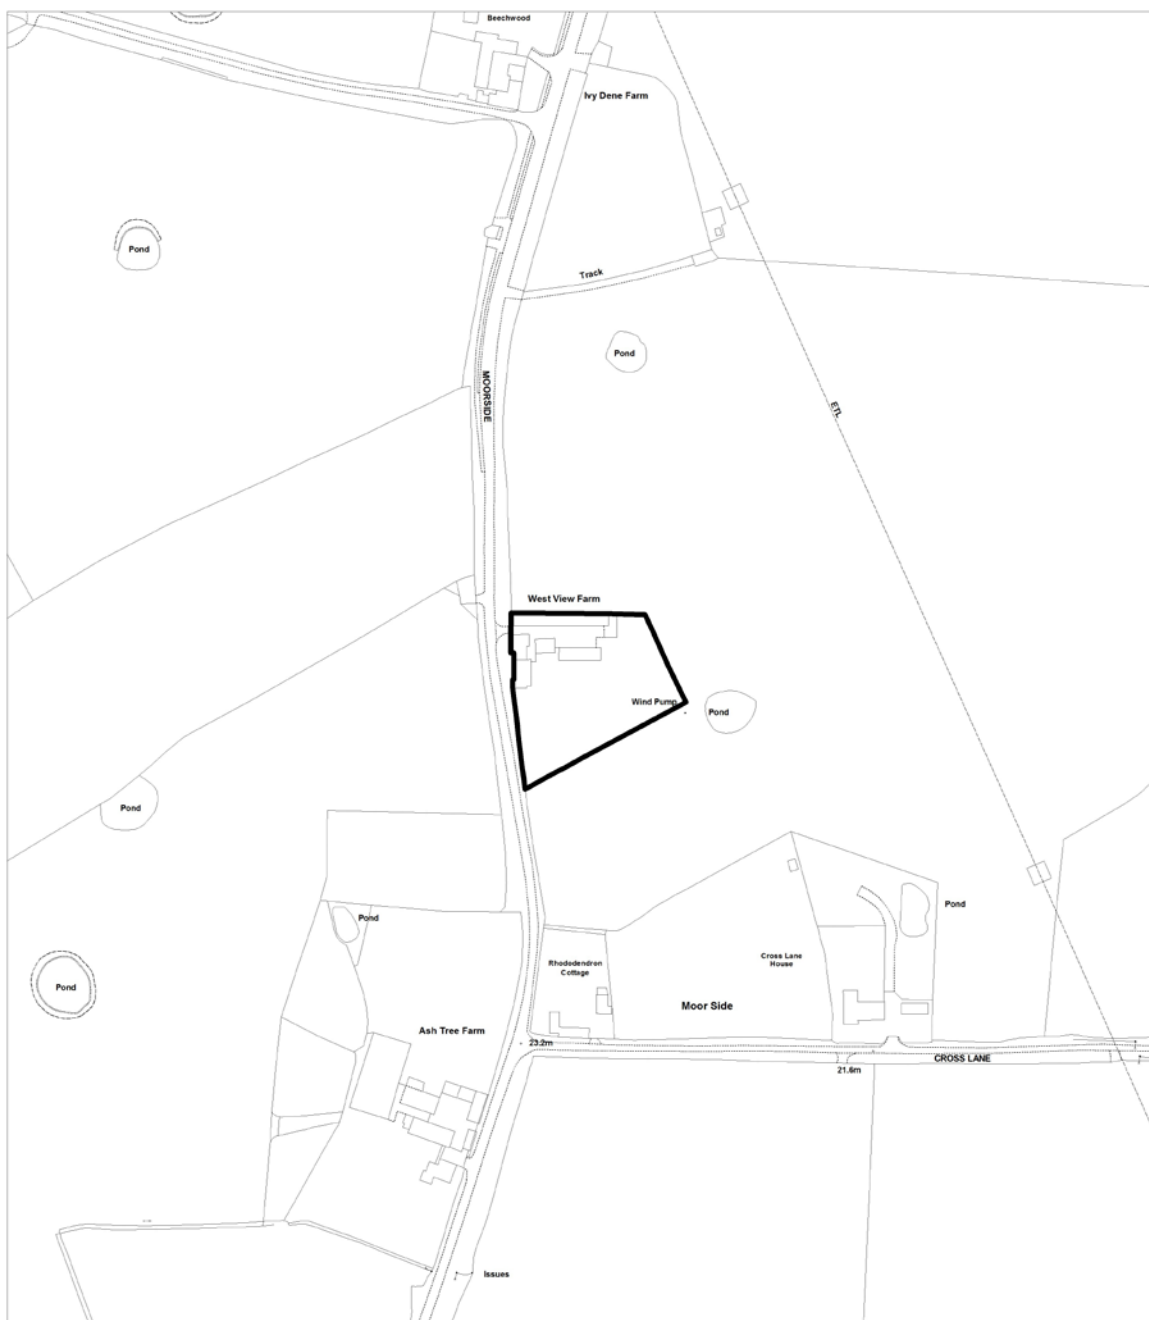 Beechwood
Ivy Dene Farm
Pond
Track
Pond
MOORSIDE
ETL
West View Farm
Wind Pump
Pond
Pond
Pond
Pond
Rhododendron
Cottage
Cross Lane
House
Pond
Moor Side
Ash Tree Farm
23.2m
CROSS LANE
21.6m
Issues